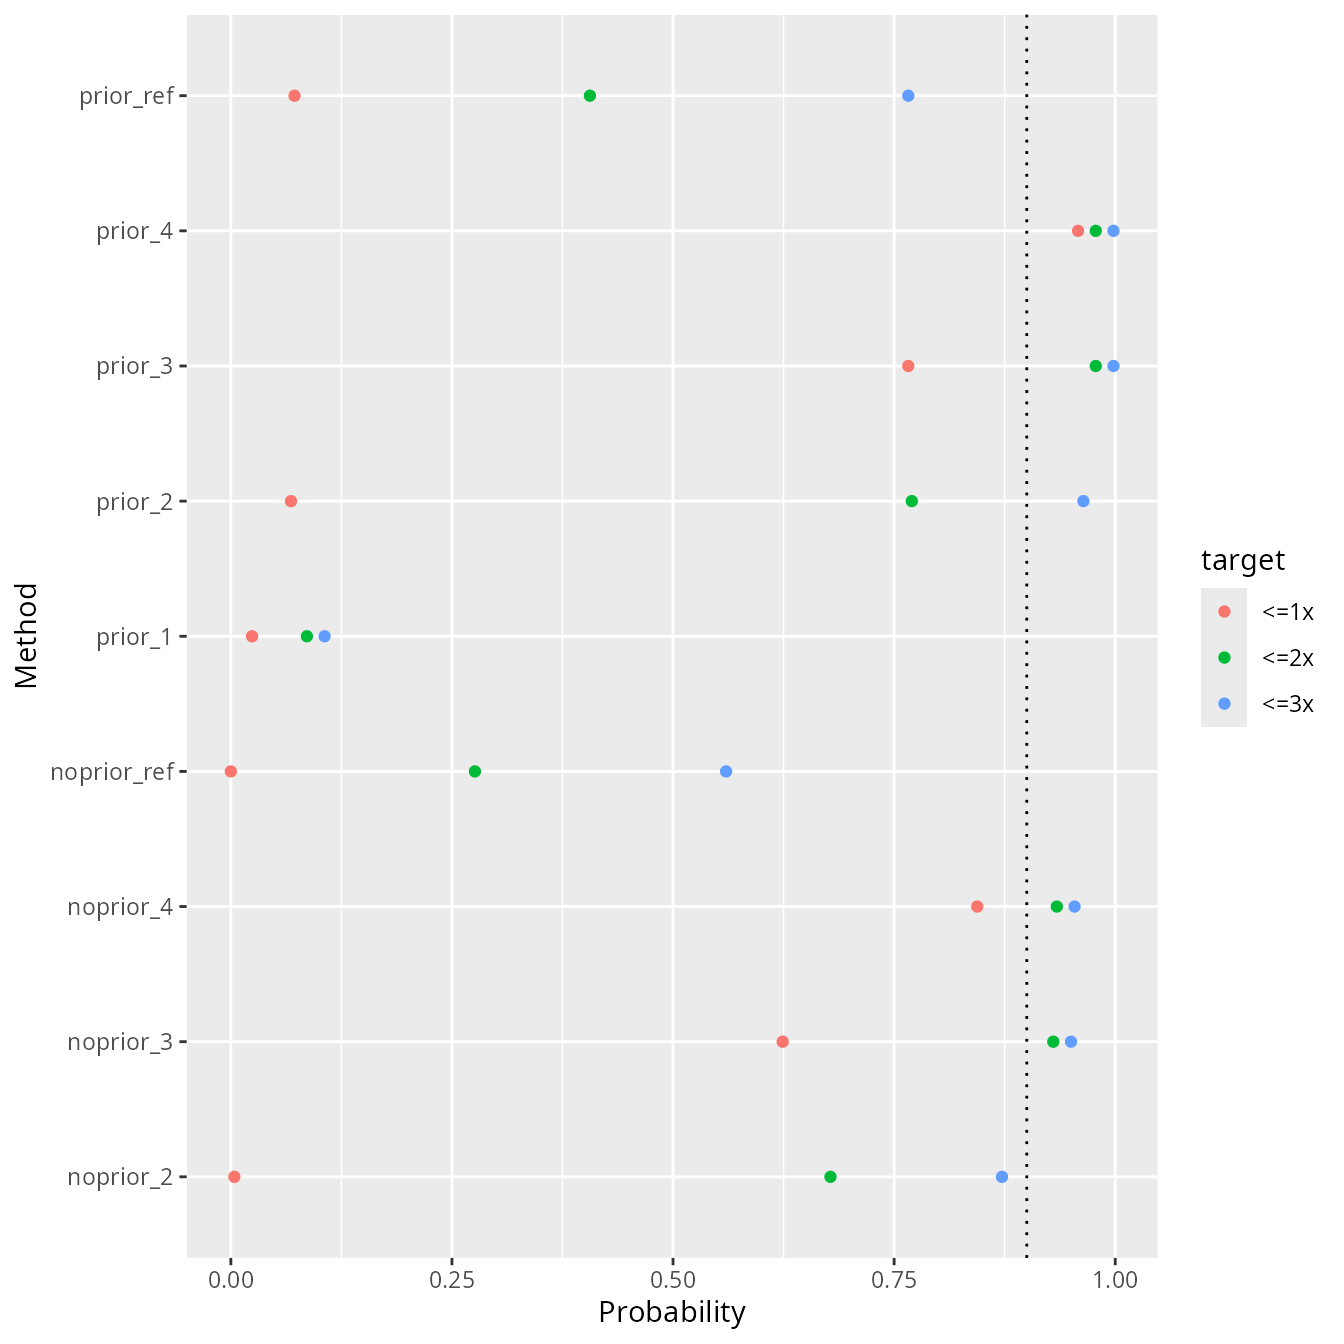 prior_ref
prior_4
prior_3
prior_2
prior_1
noprior_ref
noprior_4
noprior_3
noprior_2
Method
0.00 0.25 0.50 0.75 1.00
Probability
target
<=1x
<=2x
<=3x